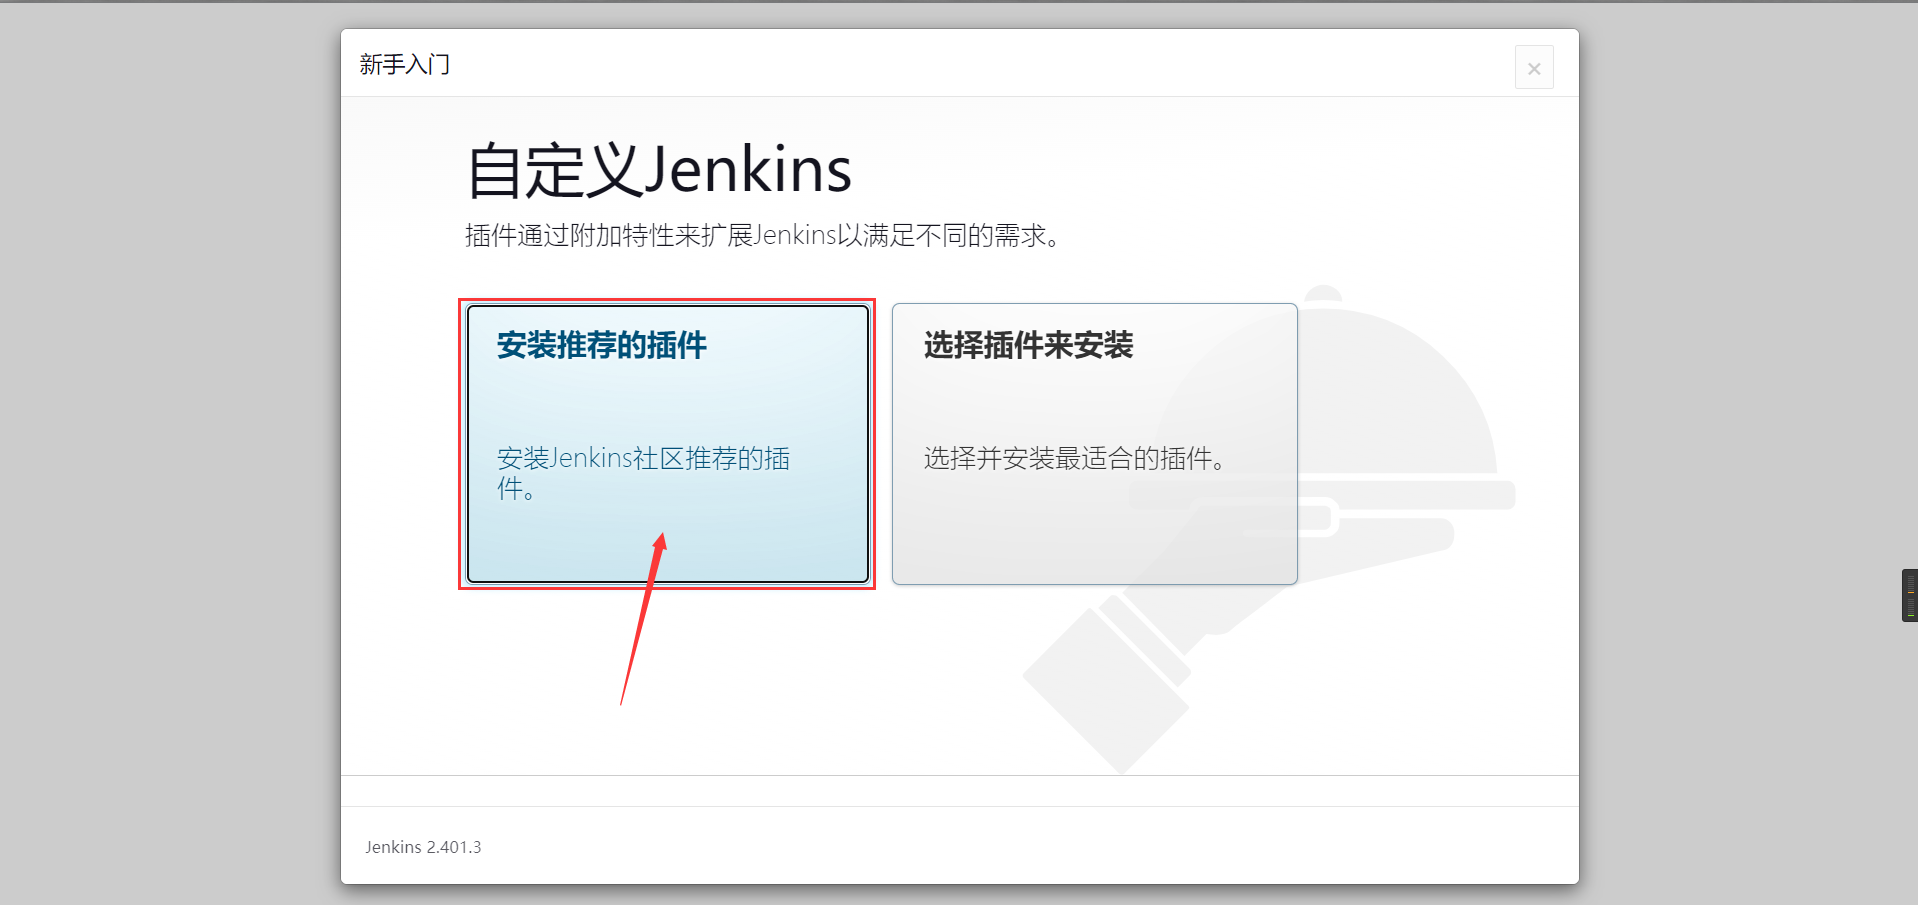 新手入门
自定义Jenkins
插件通过附加特性来扩展Jenkins以满足不同的需求。
安装推荐的插件
安装Jenkins社区推荐的插
件。
选择插件来安装
选择并安装最适合的插件。
Jenkins 2.401.3